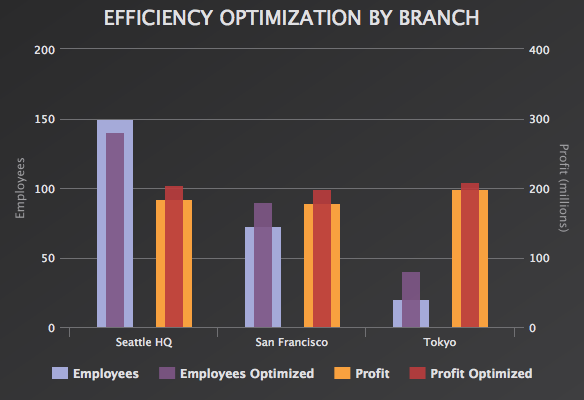 EFFICIENCY OPTIMIZATION BY BRANCH
200 400
150 300
100 200
50 100
0 0
Employees
Profit (millions)
Seattle HQ San Francisco Tokyo
Employees Employees Optimized Profit Profit Optimized